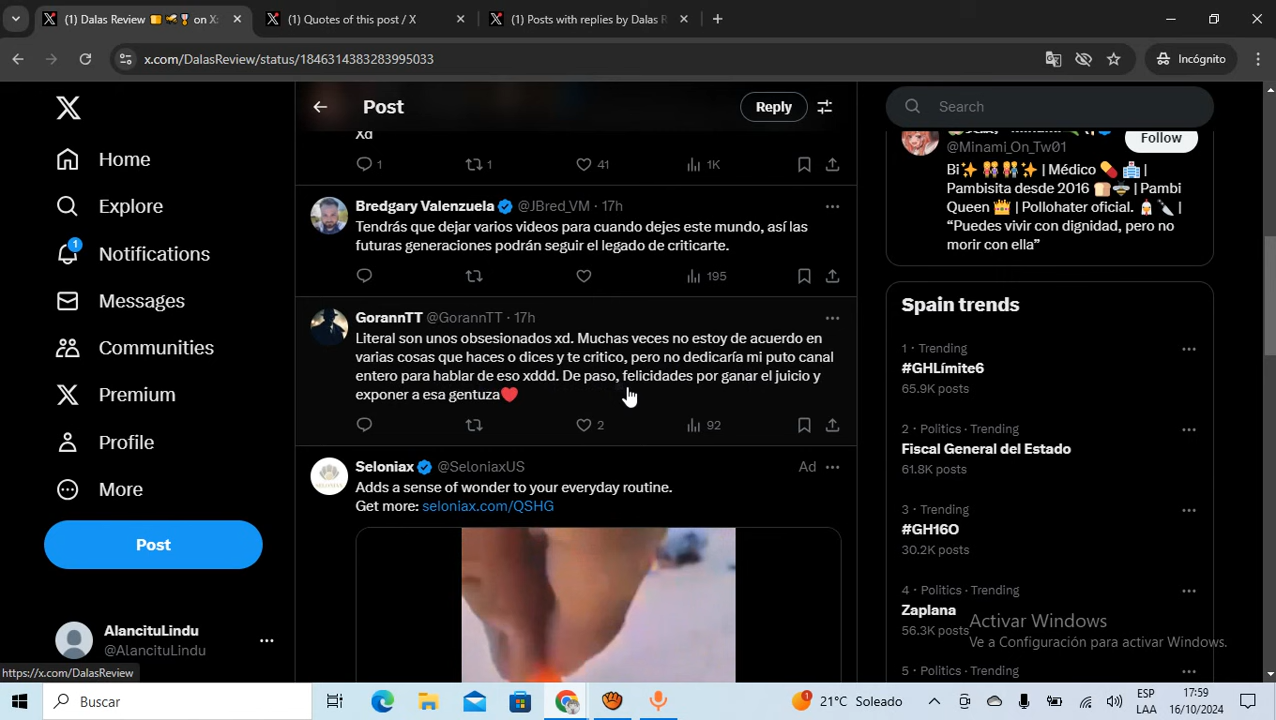 (1) Dalas Review on X:
(1) Quotes of this post / X
(1) Posts with replies by Dalas R
x.com/DalasReview/status/1846314383283995033
Incógnito
Home
Explore
1
Notifications
Messages
Communities
Premium
Profile
More
Post
AlancituLindu
@AlancituLindu
https://x.com/DalasReview
Post
Reply
Xd
1 1 41 1K
Bredgary Valenzuela @JBred_VM · 17h
Tendrás que dejar varios videos para cuando dejes este mundo, así las
futuras generaciones podrán seguir el legado de criticarte.
195
GorannTT @GorannTT · 17h
Literal son unos obsesionados xd. Muchas veces no estoy de acuerdo en
varias cosas que haces o dices y te critico, pero no dedicaría mi puto canal
entero para hablar de eso xddd. De paso, felicidades por ganar el juicio y
exponer a esa gentuza❤️
2 92
Seloniax @SeloniaxUS Ad
Adds a sense of wonder to your everyday routine.
Get more: seloniax.com/QSHG
Search
@Minami_On_Tw01
Follow
Bi✨ 👭👭✨ | Médico 💊 🏥 |
Pambisita desde 2016 🍞🐝 | Pambi
Queen 👑 | Pollohater oficial. 🐔🔪 |
“Puedes vivir con dignidad, pero no
morir con ella”
Spain trends
1 · Trending
#GHLímite6
65.9K posts
2 · Politics · Trending
Fiscal General del Estado
61.8K posts
3 · Trending
#GH16O
30.2K posts
4 · Politics · Trending
Zaplana
56.3K posts
5 · Politics · Trending
Activar Windows
Ve a Configuración para activar Windows.
Buscar
1
21°C Soleado
ESP
LAA
17:59
16/10/2024